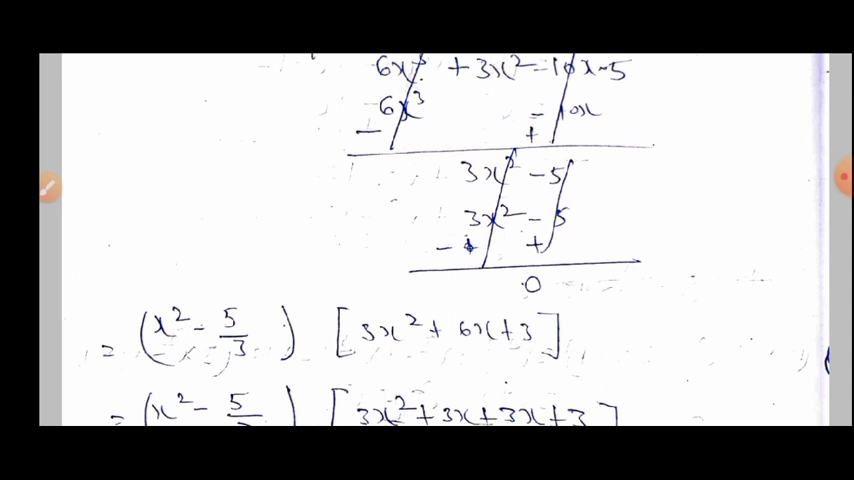 6x³ + 3x² - 10x - 5
6x³ - 10x
- +
3x² - 5
3x² - 5
- +
0
= (x² - 5/3) [3x² + 6x + 3]
= (x² - 5/3) [3x² + 3x + 3x + 3]